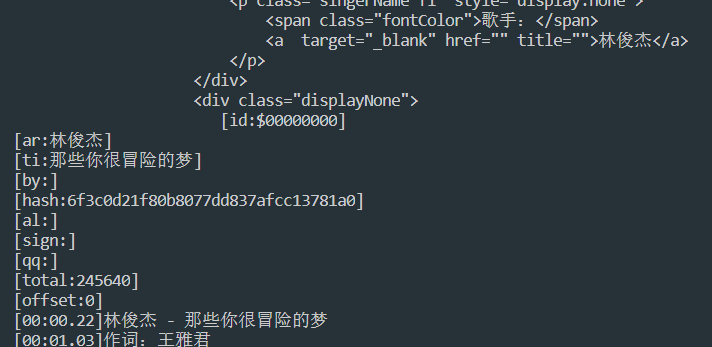 <p class="singerName fl" style="display:none">
<span class="fontColor">歌手：</span>
<a  target="_blank" href="" title="">林俊杰</a>
</p>
</div>
<div class="displayNone">
[id:$00000000]
[ar:林俊杰]
[ti:那些你很冒险的梦]
[by:]
[hash:6f3c0d21f80b8077dd837afcc13781a0]
[al:]
[sign:]
[qq:]
[total:245640]
[offset:0]
[00:00.22]林俊杰 - 那些你很冒险的梦
[00:01.03]作词：王雅君